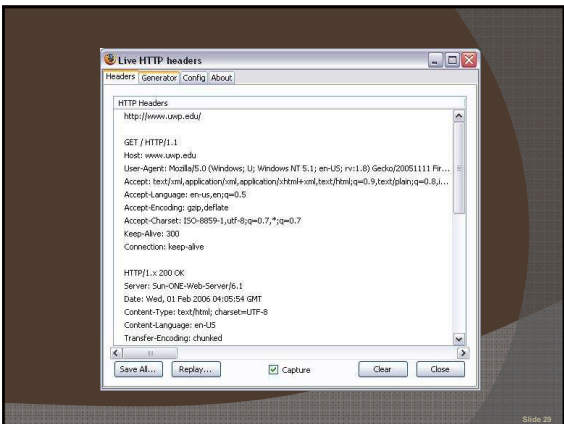 Live HTTP headers
Headers Generator Config About
HTTP Headers
http://www.uwp.edu/
GET / HTTP/1.1
Host: www.uwp.edu
User-Agent: Mozilla/5.0 (Windows; U; Windows NT 5.1; en-US; rv:1.8) Gecko/20051111 Fir...
Accept: text/xml,application/xml,application/xhtml+xml,text/html;q=0.9,text/plain;q=0.8,i...
Accept-Language: en-us,en;q=0.5
Accept-Encoding: gzip,deflate
Accept-Charset: ISO-8859-1,utf-8;q=0.7,*;q=0.7
Keep-Alive: 300
Connection: keep-alive
HTTP/1.x 200 OK
Server: Sun-ONE-Web-Server/6.1
Date: Wed, 01 Feb 2006 04:05:54 GMT
Content-Type: text/html; charset=UTF-8
Content-Language: en-US
Transfer-Encoding: chunked
Save All... Replay... Capture Clear Close
Slide 29